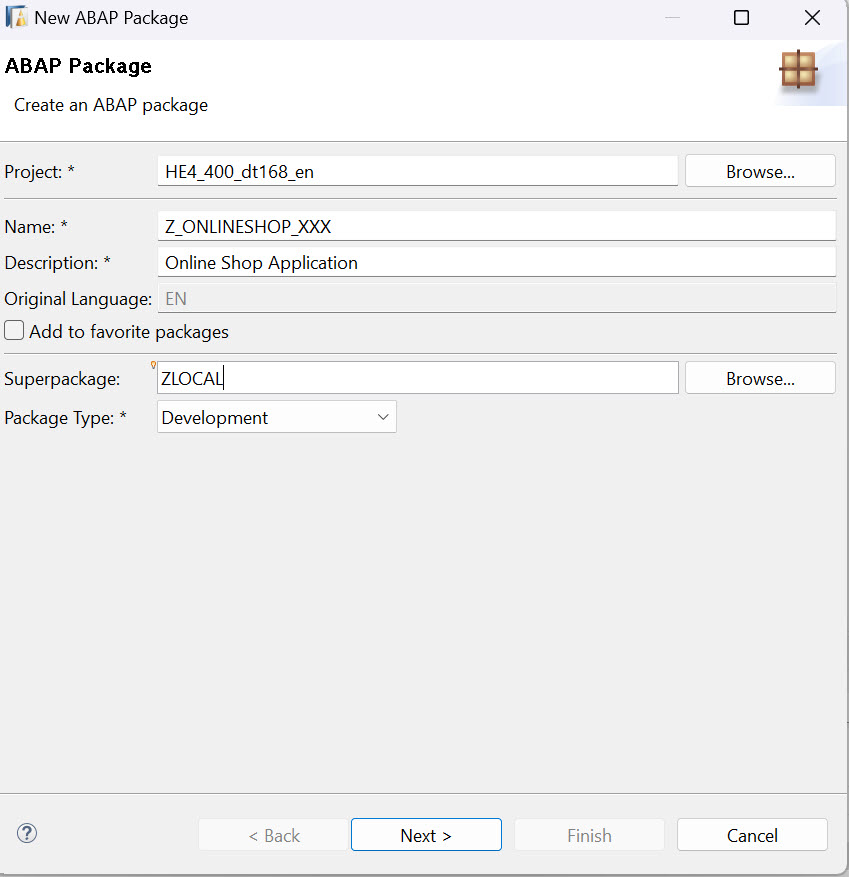 New ABAP Package
ABAP Package
Create an ABAP package
Project: * HE4_400_dt168_en Browse...
Name: * Z_ONLINESHOP_XXX
Description: * Online Shop Application
Original Language: EN
Add to favorite packages
Superpackage: ZLOCAL Browse...
Package Type: * Development
? < Back Next > Finish Cancel